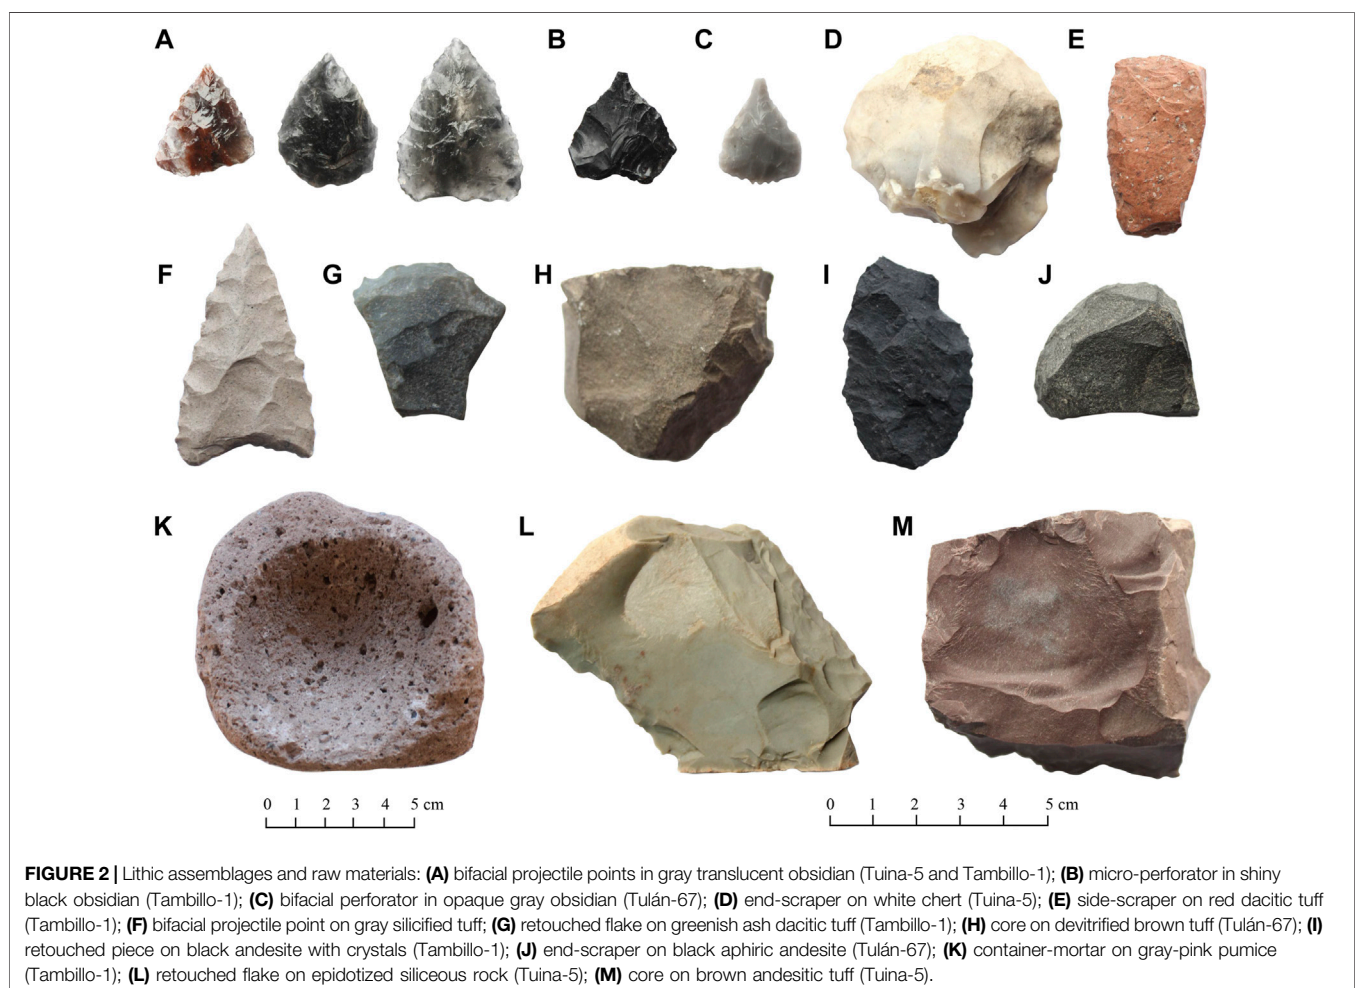 A B C D E
F G H I J
K L M
0 1 2 3 4 5 cm
0 1 2 3 4 5 cm
FIGURE 2 | Lithic assemblages and raw materials: (A) bifacial projectile points in gray translucent obsidian (Tuina-5 and Tambillo-1); (B) micro-perforator in shiny
black obsidian (Tambillo-1); (C) bifacial perforator in opaque gray obsidian (Tulán-67); (D) end-scraper on white chert (Tuina-5); (E) side-scraper on red dacitic tuff
(Tambillo-1); (F) bifacial projectile point on gray silicified tuff; (G) retouched flake on greenish ash dacitic tuff (Tambillo-1); (H) core on devitrified brown tuff (Tulán-67); (I)
retouched piece on black andesite with crystals (Tambillo-1); (J) end-scraper on black aphiric andesite (Tulán-67); (K) container-mortar on gray-pink pumice
(Tambillo-1); (L) retouched flake on epidotized siliceous rock (Tuina-5); (M) core on brown andesitic tuff (Tuina-5).